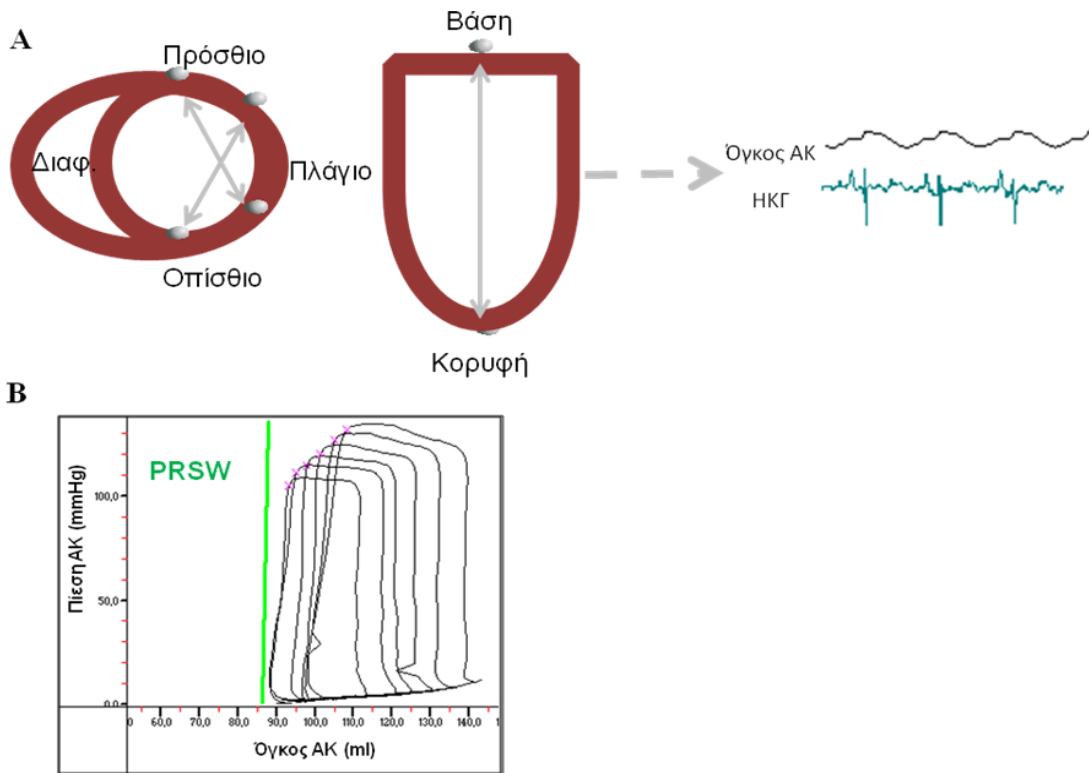 A
Πρόσθιο
Διαφ.
Πλάγιο
Οπίσθιο
Βάση
Κορυφή
Όγκος ΑΚ
ΗΚΓ
B
PRSW
Πίεση ΑΚ (mmHg)
100,0
50,0
0,0
0 60,0 70,0 80,0 90,0 100,0 110,0 120,0 130,0 140,0 1
Όγκος ΑΚ (ml)